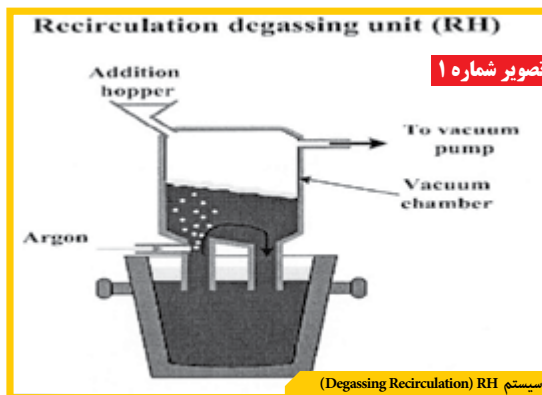 Recirculation degassing unit (RH)
تصویر شماره ۱
Addition
hopper
To vacuum
pump
Vacuum
chamber
Argon
سیستم RH (Degassing Recirculation)